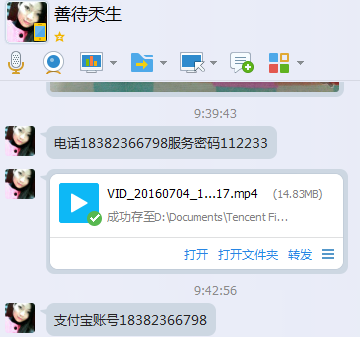 善待秂生
9:39:43
电话18382366798服务密码112233
VID_20160704_1...17.mp4 (14.83MB)
成功存至D:\Documents\Tencent Fi...
打开 打开文件夹 转发
9:42:56
支付宝账号18382366798